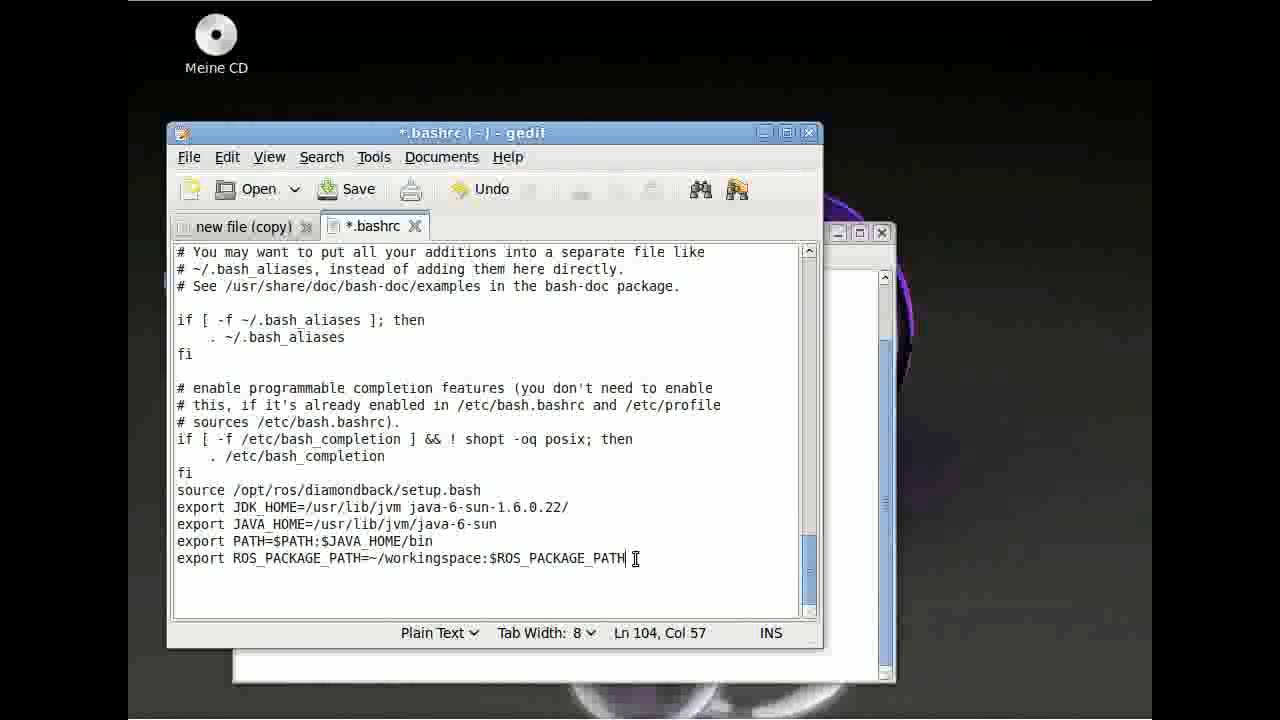 Meine CD
*.bashrc (~) - gedit
File Edit View Search Tools Documents Help
Open Save Undo
new file (copy) *.bashrc
# You may want to put all your additions into a separate file like
# ~/.bash_aliases, instead of adding them here directly.
# See /usr/share/doc/bash-doc/examples in the bash-doc package.
if [ -f ~/.bash_aliases ]; then
. ~/.bash_aliases
fi
# enable programmable completion features (you don't need to enable
# this, if it's already enabled in /etc/bash.bashrc and /etc/profile
# sources /etc/bash.bashrc).
if [ -f /etc/bash_completion ] && ! shopt -oq posix; then
. /etc/bash_completion
fi
source /opt/ros/diamondback/setup.bash
export JDK_HOME=/usr/lib/jvm java-6-sun-1.6.0.22/
export JAVA_HOME=/usr/lib/jvm/java-6-sun
export PATH=$PATH:$JAVA_HOME/bin
export ROS_PACKAGE_PATH=~/workingspace:$ROS_PACKAGE_PATH
Plain Text Tab Width: 8 Ln 104, Col 57 INS